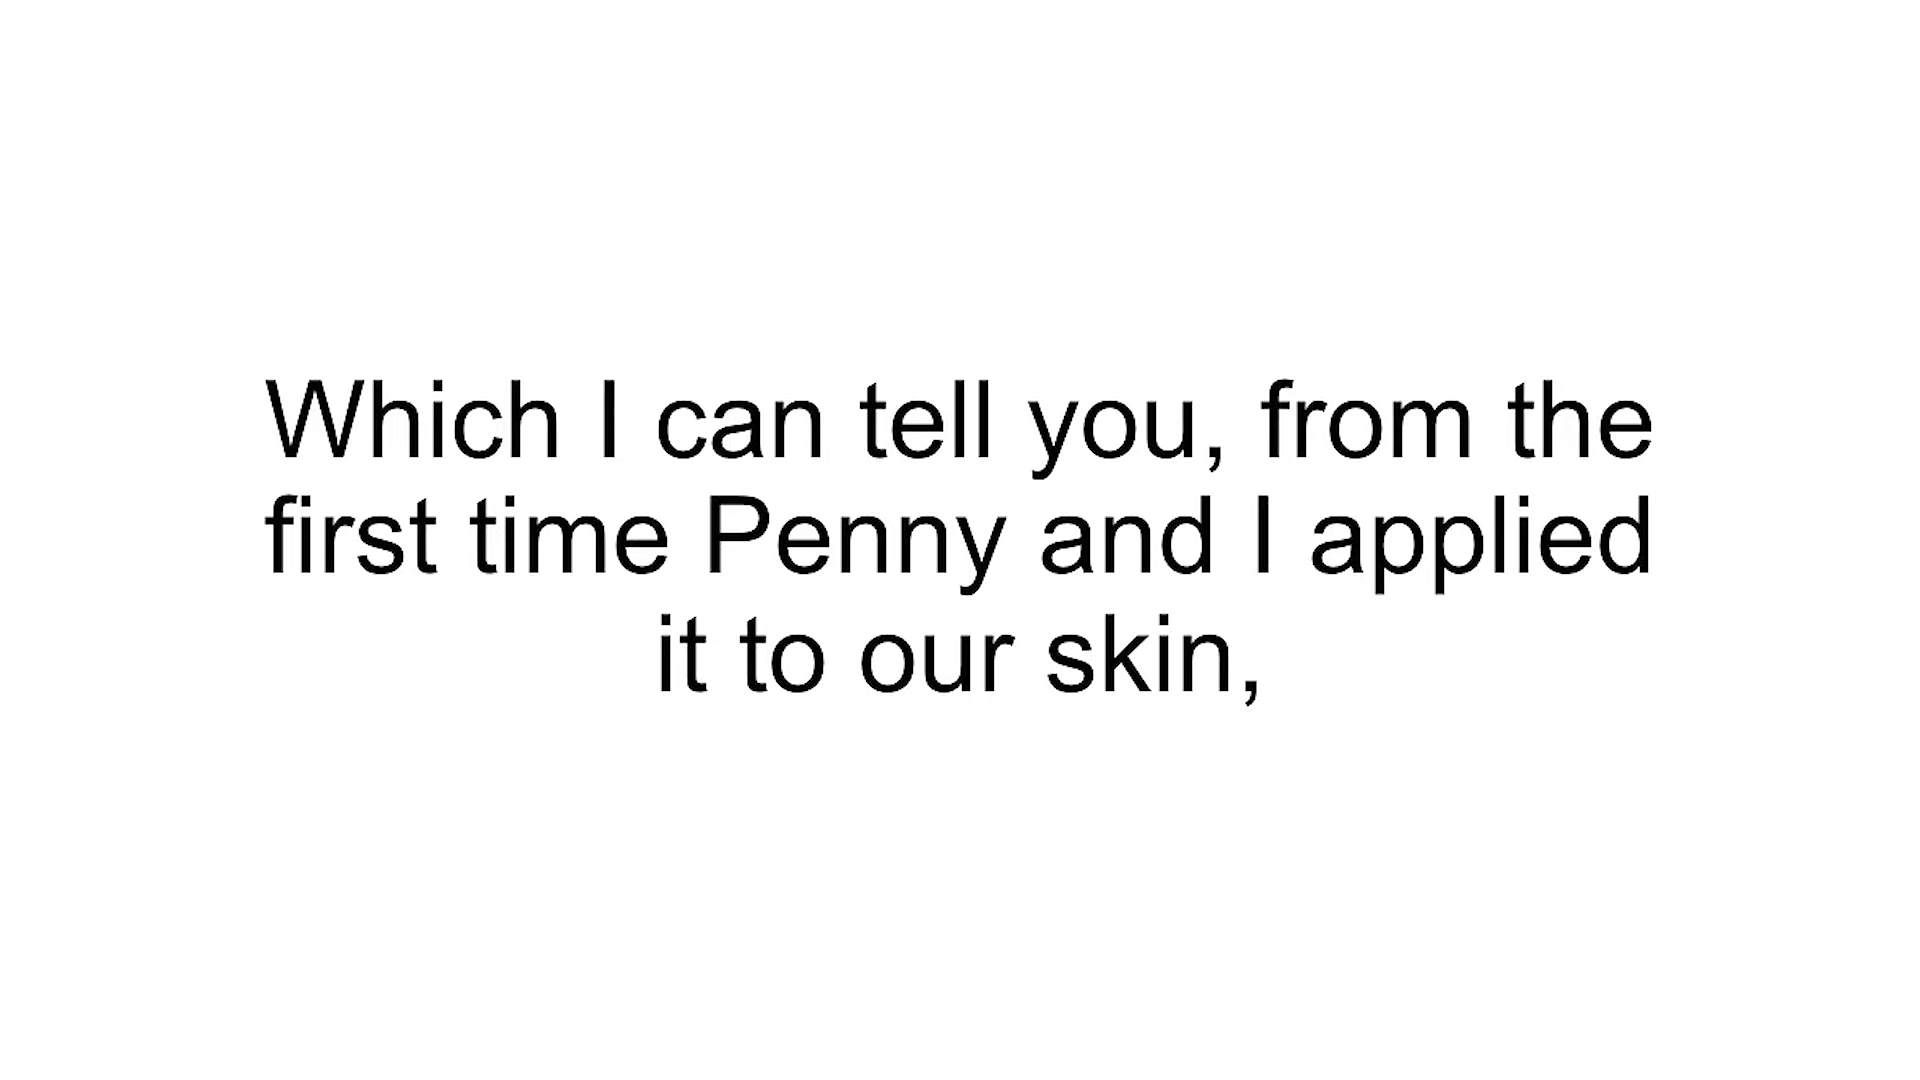 Which I can tell you, from the
first time Penny and I applied
it to our skin,